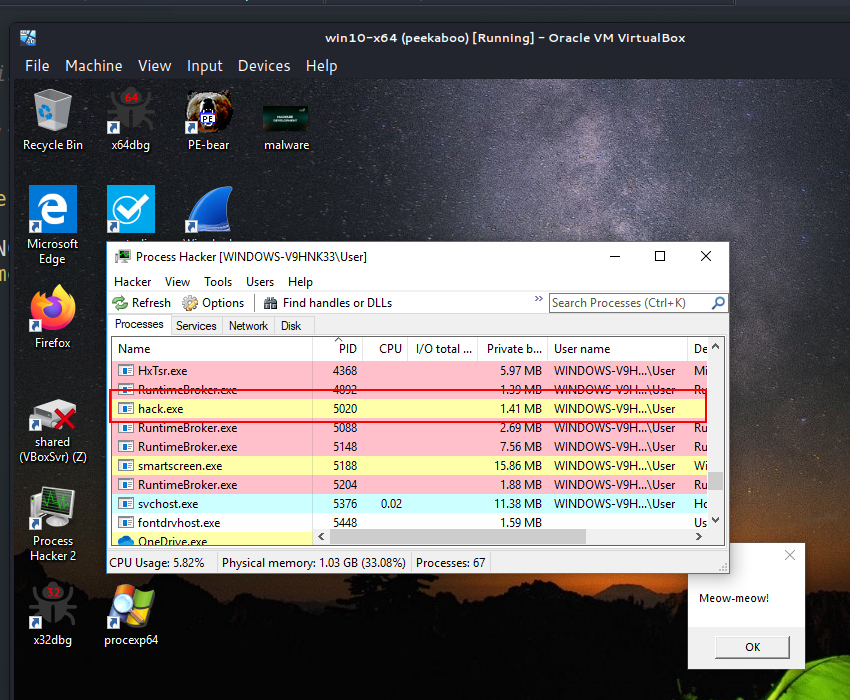 win10-x64 (peekaboo) [Running] - Oracle VM VirtualBox
File Machine View Input Devices Help
64
PE
MALWARE
DEVELOPMENT
Recycle Bin
x64dbg
PE-bear
malware
Microsoft
Edge
Firefox
shared
(VBoxSvr) (Z)
Process
Hacker 2
32
x32dbg
procexp64
Process Hacker [WINDOWS-V9HNK33\User]
Hacker View Tools Users Help
Refresh Options Find handles or DLLs » Search Processes (Ctrl+K)
Processes Services Network Disk
Name PID CPU I/O total ... Private b... User name De
HxTsr.exe 4368 5.97 MB WINDOWS-V9H...\User Mi
RuntimeBroker.exe 4892 1.39 MB WINDOWS-V9H...\User Ru
hack.exe 5020 1.41 MB WINDOWS-V9H...\User
RuntimeBroker.exe 5088 2.69 MB WINDOWS-V9H...\User Ru
RuntimeBroker.exe 5148 7.56 MB WINDOWS-V9H...\User Ru
smartscreen.exe 5188 15.86 MB WINDOWS-V9H...\User Wi
RuntimeBroker.exe 5204 1.88 MB WINDOWS-V9H...\User Ru
svchost.exe 5376 0.02 11.38 MB WINDOWS-V9H...\User Ho
fontdrvhost.exe 5448 1.59 MB Us
OneDrive.exe
CPU Usage: 5.82% Physical memory: 1.03 GB (33.08%) Processes: 67
Meow-meow!
OK